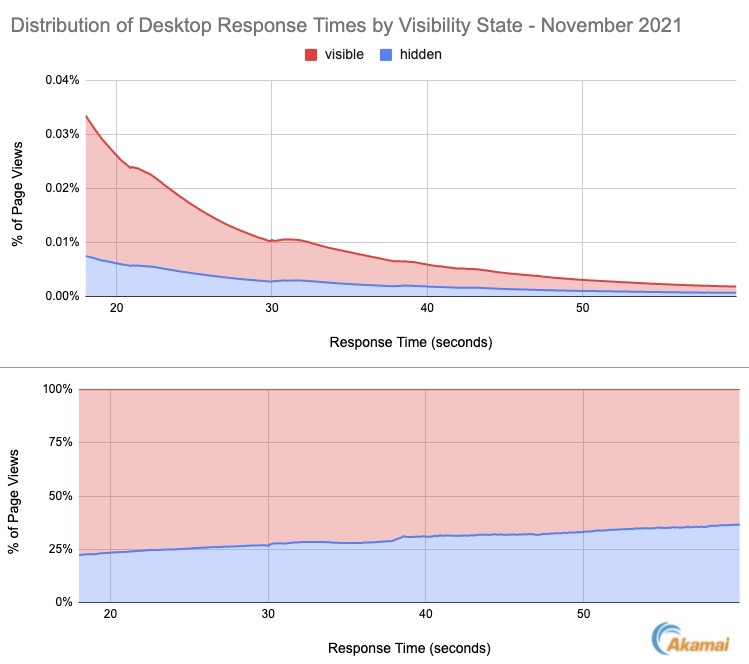 Distribution of Desktop Response Times by Visibility State - November 2021
visible hidden
% of Page Views
0.04%
0.03%
0.02%
0.01%
0.00%
20 30 40 50
Response Time (seconds)
% of Page Views
100%
75%
50%
25%
0%
20 30 40 50
Response Time (seconds)
Akamai